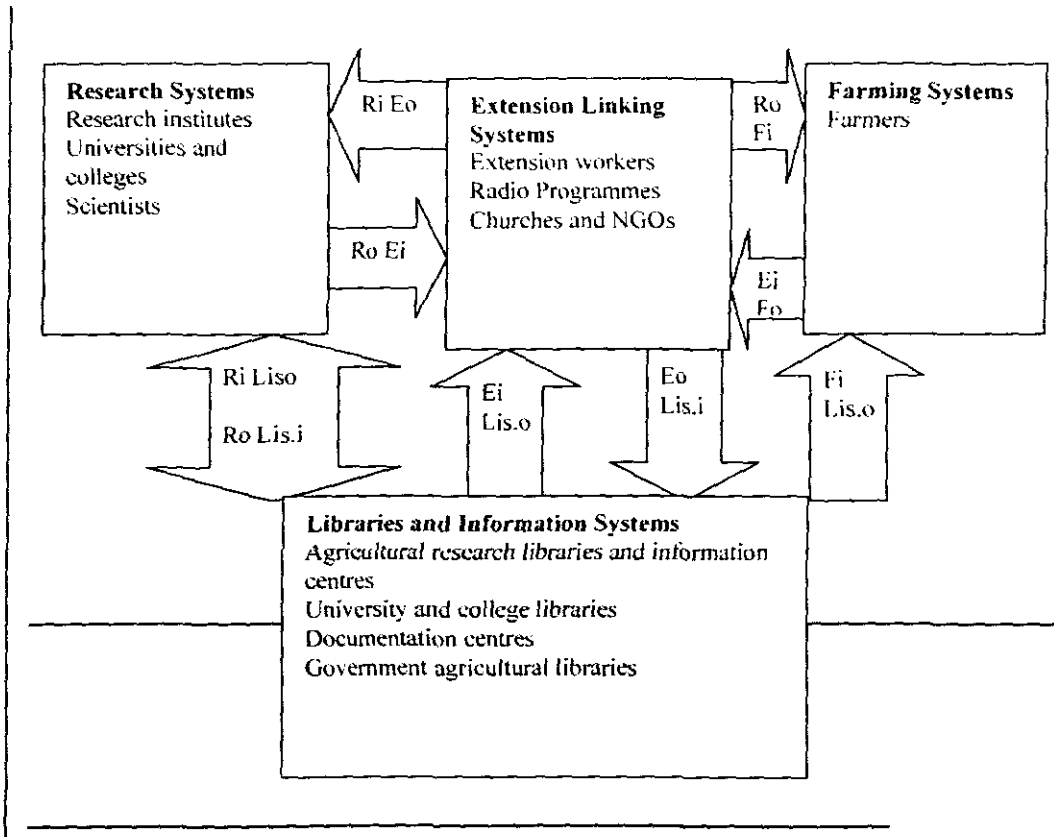 Research Systems
Research institutes
Universities and
colleges
Scientists
Ri Eo
Ro Ei
Extension Linking
Systems
Extension workers
Radio Programmes
Churches and NGOs
Ro
Fi
Ei
Eo
Farming Systems
Farmers
Ri Liso
Ro Lis.i
Ei
Lis.o
Eo
Lis.i
Fi
Lis.o
Libraries and Information Systems
Agricultural research libraries and information
centres
University and college libraries
Documentation centres
Government agricultural libraries